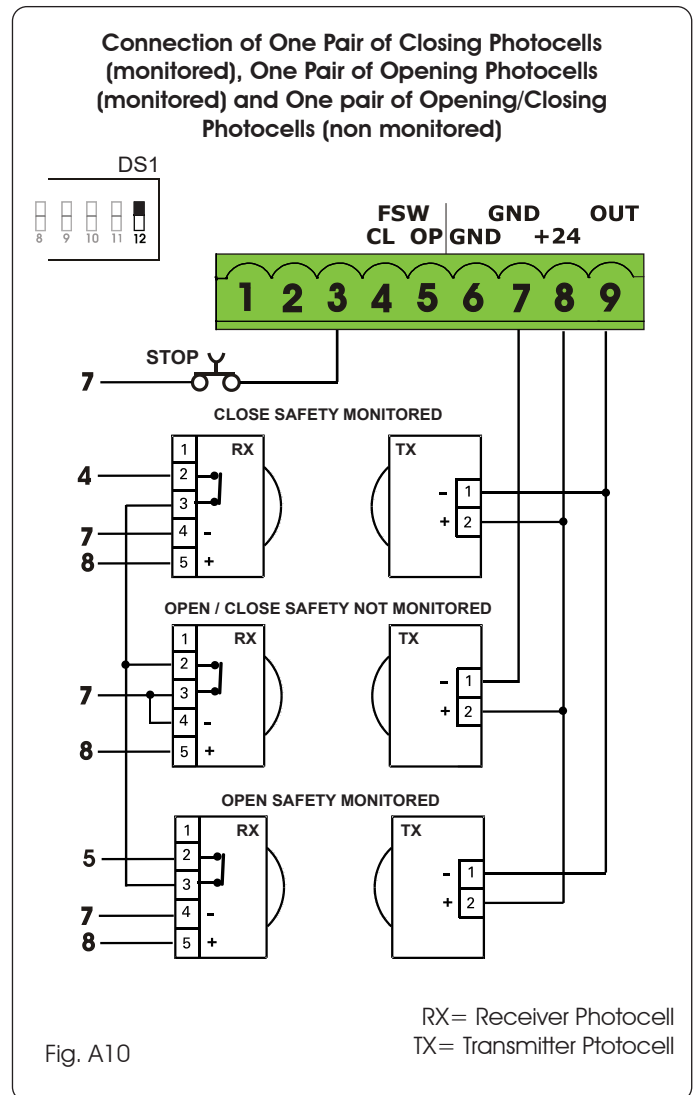 Connection of One Pair of Closing Photocells
(monitored), One Pair of Opening Photocells
(monitored) and One pair of Opening/Closing
Photocells (non monitored)
DS1
8 9 10 11 12
FSW GND OUT
CL OP GND +24
1 2 3 4 5 6 7 8 9
STOP
7
CLOSE SAFETY MONITORED
1 RX TX
4 2
3 - 1
7 4 - + 2
8 5 +
OPEN / CLOSE SAFETY NOT MONITORED
1 RX TX
2
7 3 - 1
4 - + 2
8 5 +
OPEN SAFETY MONITORED
1 RX TX
5 2
3 - 1
7 4 - + 2
8 5 +
RX= Receiver Photocell
Fig. A10 TX= Transmitter Ptotocell